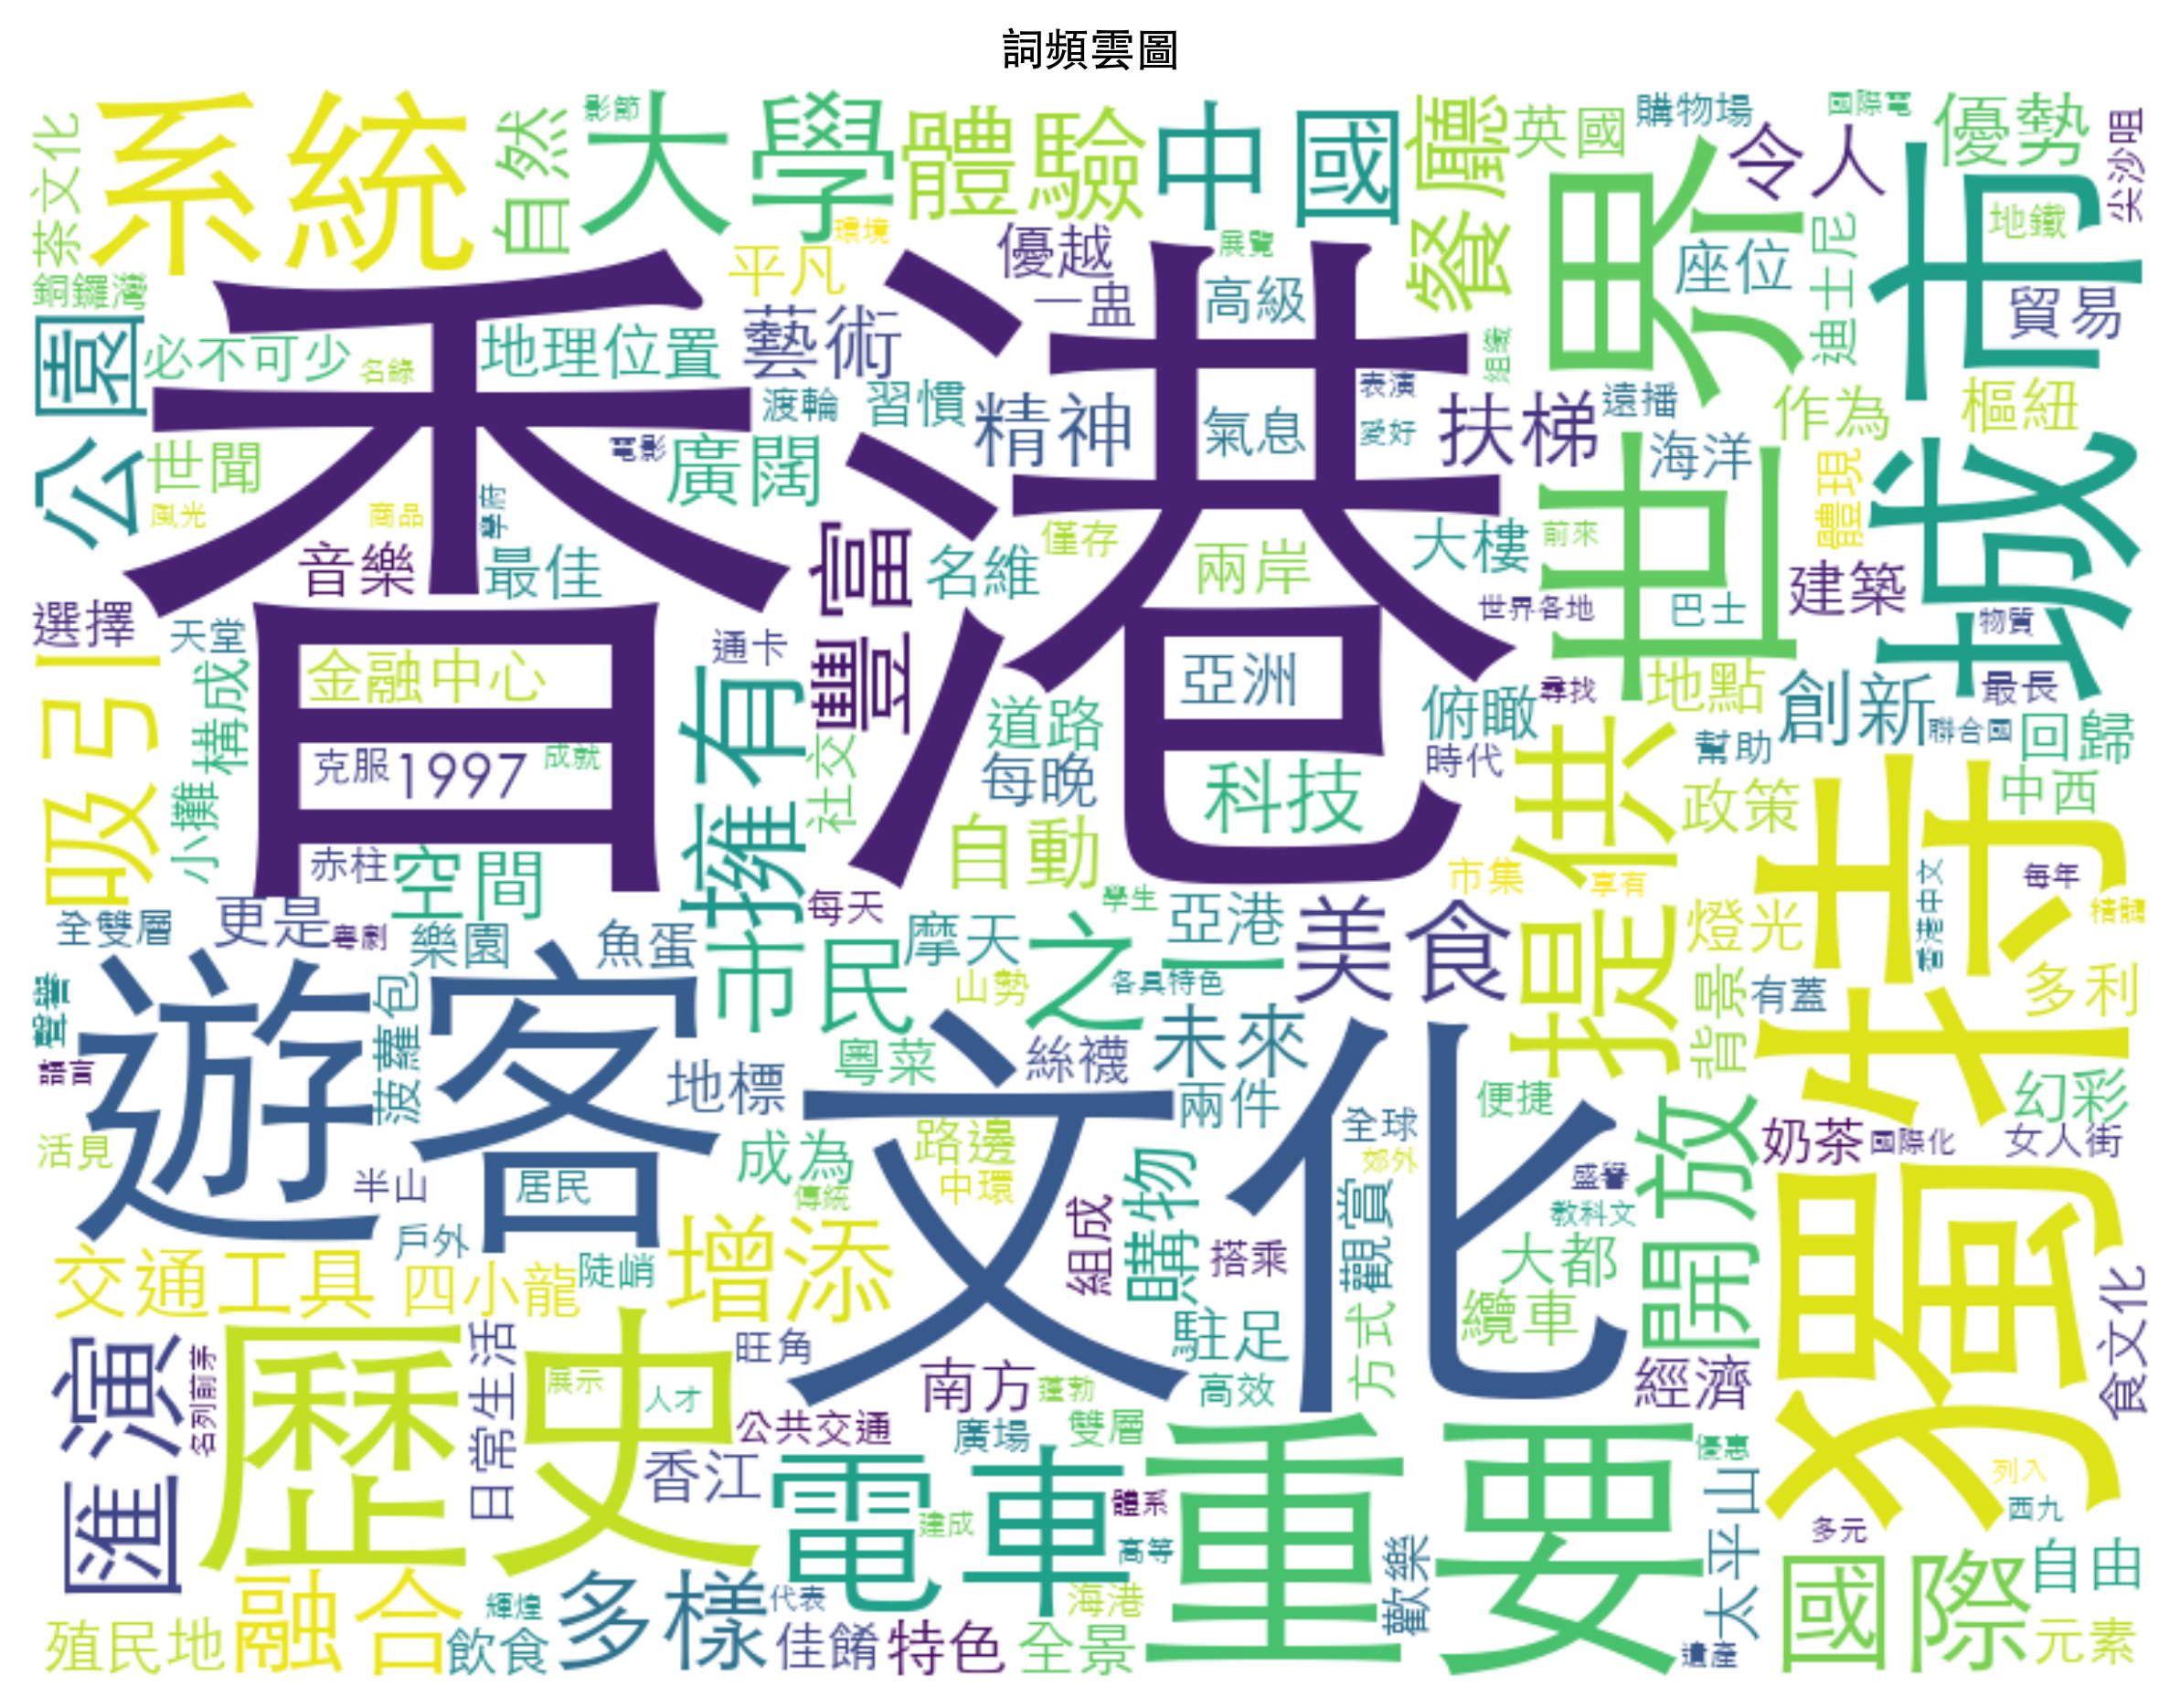 詞頻雲圖
系統
自然
影節
大學
體驗
中國
餐廳
英國
購物場
國際電
優勢
尖沙咀
茶文化
令人
世界
城市
地鐵
環境
平凡
優越
展覽
座位
迪士尼
貿易
銅鑼灣
香港
一盅
高級
公園
必不可少
名錄
地理位置
藝術
組織
渡輪
習慣
精神
氣息
表演
愛好
扶梯
遠播
作為
樞紐
世聞
電影
廣闊
海洋
體現
風光
商品
學府
豐富
僅存
大樓
前來
音樂
最佳
名維
兩岸
建築
選擇
天堂
世界各地
巴士
物質
吸引
構成
金融中心
通卡
擁有
亞洲
尋找
地點
創新
最長
道路
俯瞰
聯合國
回歸
克服
1997
成就
社交
每晚
科技
時代
提供
幫助
政策
獨特
中西
小攤
赤柱
空間
自動
市集
享有
香港中文
每年
精髓
全雙層
更是
粵劇
樂園
魚蛋
每天
學生
市民
摩天
之一
亞港
美食
燈光
遊客
菠蘿包
山勢
各具特色
背景
有蓋
多利
語言
地標
粵菜
絲襪
未來
文化
兩件
便捷
幻彩
活見
半山
居民
成為
路邊
中環
全球
郊外
開放
奶茶
國際化
女人街
傳統
組成
購物
觀賞
盛譽
教科文
戶外
交通工具
四小龍
陡峭
增添
搭乘
大都
食文化
匯演
名列前茅
歷史
日常生活
旺角
駐足
方式
纜車
展示
人才
南方
蓬勃
高效
經濟
公共交通
廣場
雙層
重要
優惠
香江
電車
體系
太平山
列入
西九
建成
高等
歡樂
多元
國際
自由
殖民地
融合
輝煌
飲食
多樣
代表
佳餚
特色
海港
全景
遺產
元素